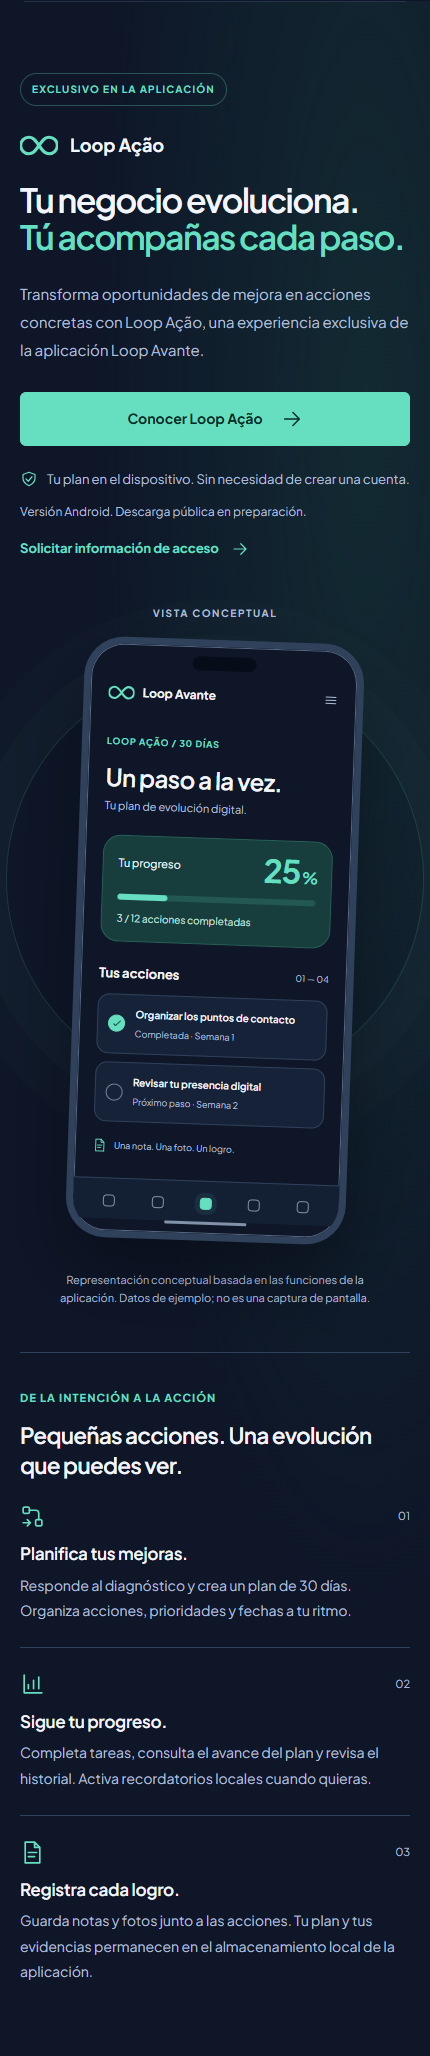 EXCLUSIVO EN LA APLICACIÓN
Loop Ação
Tu negocio evoluciona.
Tú acompañas cada paso.
Transforma oportunidades de mejora en acciones
concretas con Loop Ação, una experiencia exclusiva de
la aplicación Loop Avante.
Conocer Loop Ação
Tu plan en el dispositivo. Sin necesidad de crear una cuenta.
Versión Android. Descarga pública en preparación.
Solicitar información de acceso
VISTA CONCEPTUAL
Loop Avante
LOOP AÇÃO / 30 DÍAS
Un paso a la vez.
Tu plan de evolución digital.
Tu progreso
25%
3 / 12 acciones completadas
Tus acciones
01 — 04
Organizar los puntos de contacto
Completada · Semana 1
Revisar tu presencia digital
Próximo paso · Semana 2
Una nota. Una foto. Un logro.
Representación conceptual basada en las funciones de la
aplicación. Datos de ejemplo; no es una captura de pantalla.
DE LA INTENCIÓN A LA ACCIÓN
Pequeñas acciones. Una evolución
que puedes ver.
01
Planifica tus mejoras.
Responde al diagnóstico y crea un plan de 30 días.
Organiza acciones, prioridades y fechas a tu ritmo.
02
Sigue tu progreso.
Completa tareas, consulta el avance del plan y revisa el
historial. Activa recordatorios locales cuando quieras.
03
Registra cada logro.
Guarda notas y fotos junto a las acciones. Tu plan y tus
evidencias permanecen en el almacenamiento local de la
aplicación.